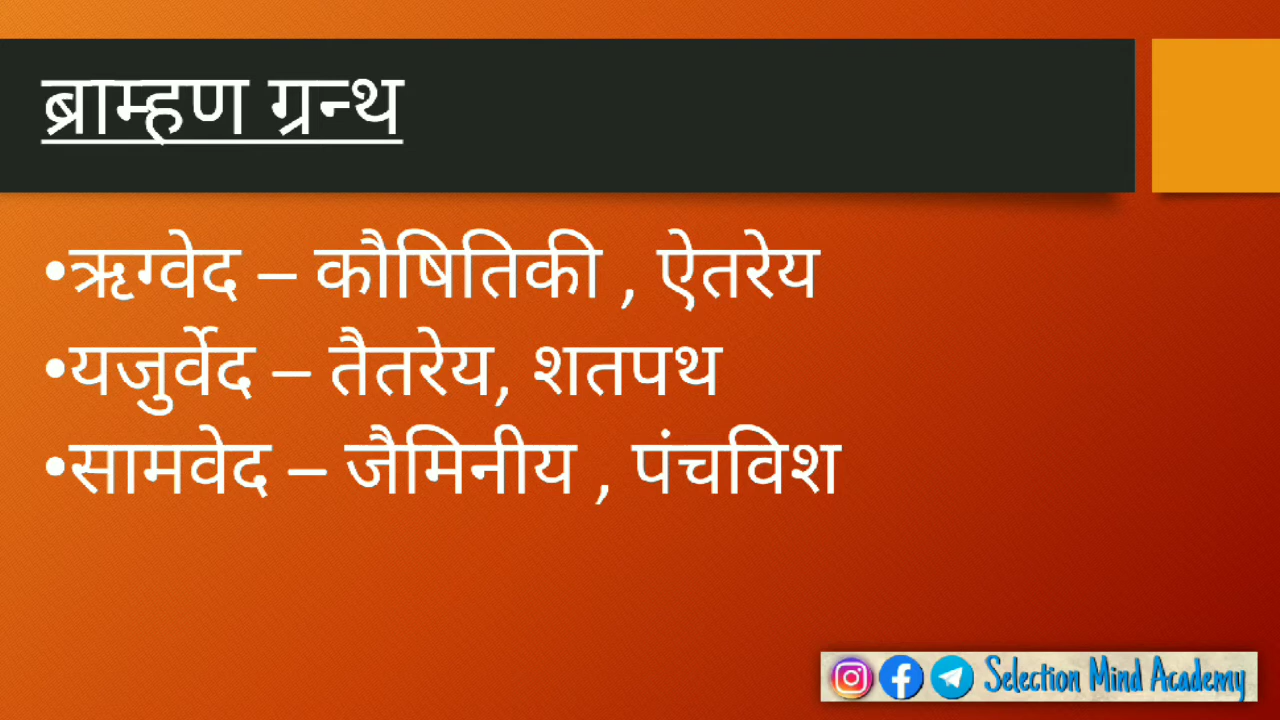 ब्राम्हण ग्रन्थ
•ऋग्वेद – कौषितिकी , ऐतरेय
•यजुर्वेद – तैतरेय, शतपथ
•सामवेद – जैमिनीय , पंचविश
Selection Mind Academy